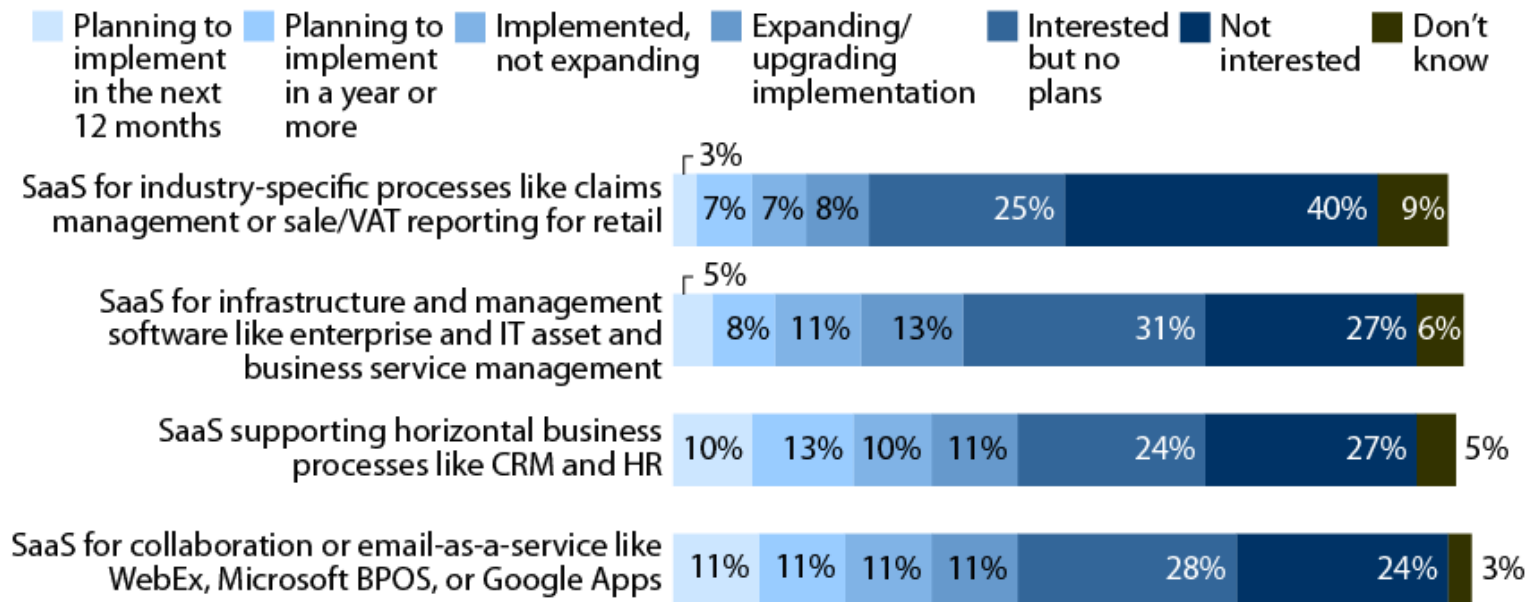 Planning to
implement
in the next
12 months
Planning to
implement
in a year or
more
Implemented,
not expanding
Expanding/
upgrading
implementation
Interested
but no
plans
Not
interested
Don't
know
3%
SaaS for industry-specific processes like claims
management or sale/VAT reporting for retail
7% 7% 8% 25% 40% 9%
5%
SaaS for infrastructure and management
software like enterprise and IT asset and
business service management
8% 11% 13% 31% 27% 6%
SaaS supporting horizontal business
processes like CRM and HR
10% 13% 10% 11% 24% 27% 5%
SaaS for collaboration or email-as-a-service like
WebEx, Microsoft BPOS, or Google Apps
11% 11% 11% 11% 28% 24% 3%